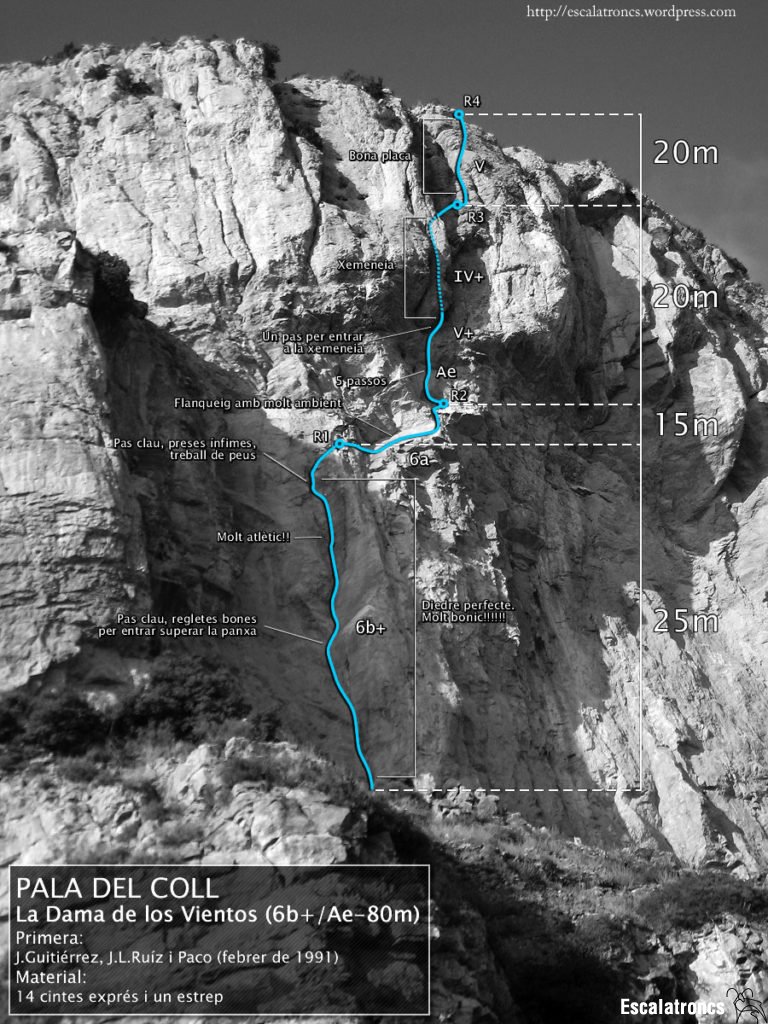 http://escalatroncs.wordpress.com
R4
20m
Bona placa
V
R3
Xemeneia
IV+
20m
Un pas per entrar
a la xemeneia
V+
5 passos
Ae
R2
Flanqueig amb molt ambient
15m
R1
Pas clau, preses infimes,
treball de peus
6a
Molt atlètic!!
Diedre perfecte.
Molt bonic!!!!!!
Pas clau, regletes bones
per entrar superar la panxa
6b+
25m
PALA DEL COLL
La Dama de los Vientos (6b+/Ae-80m)
Primera:
J.Guitiérrez, J.L.Ruíz i Paco (febrer de 1991)
Material:
14 cintes exprés i un estrep
Escalatroncs